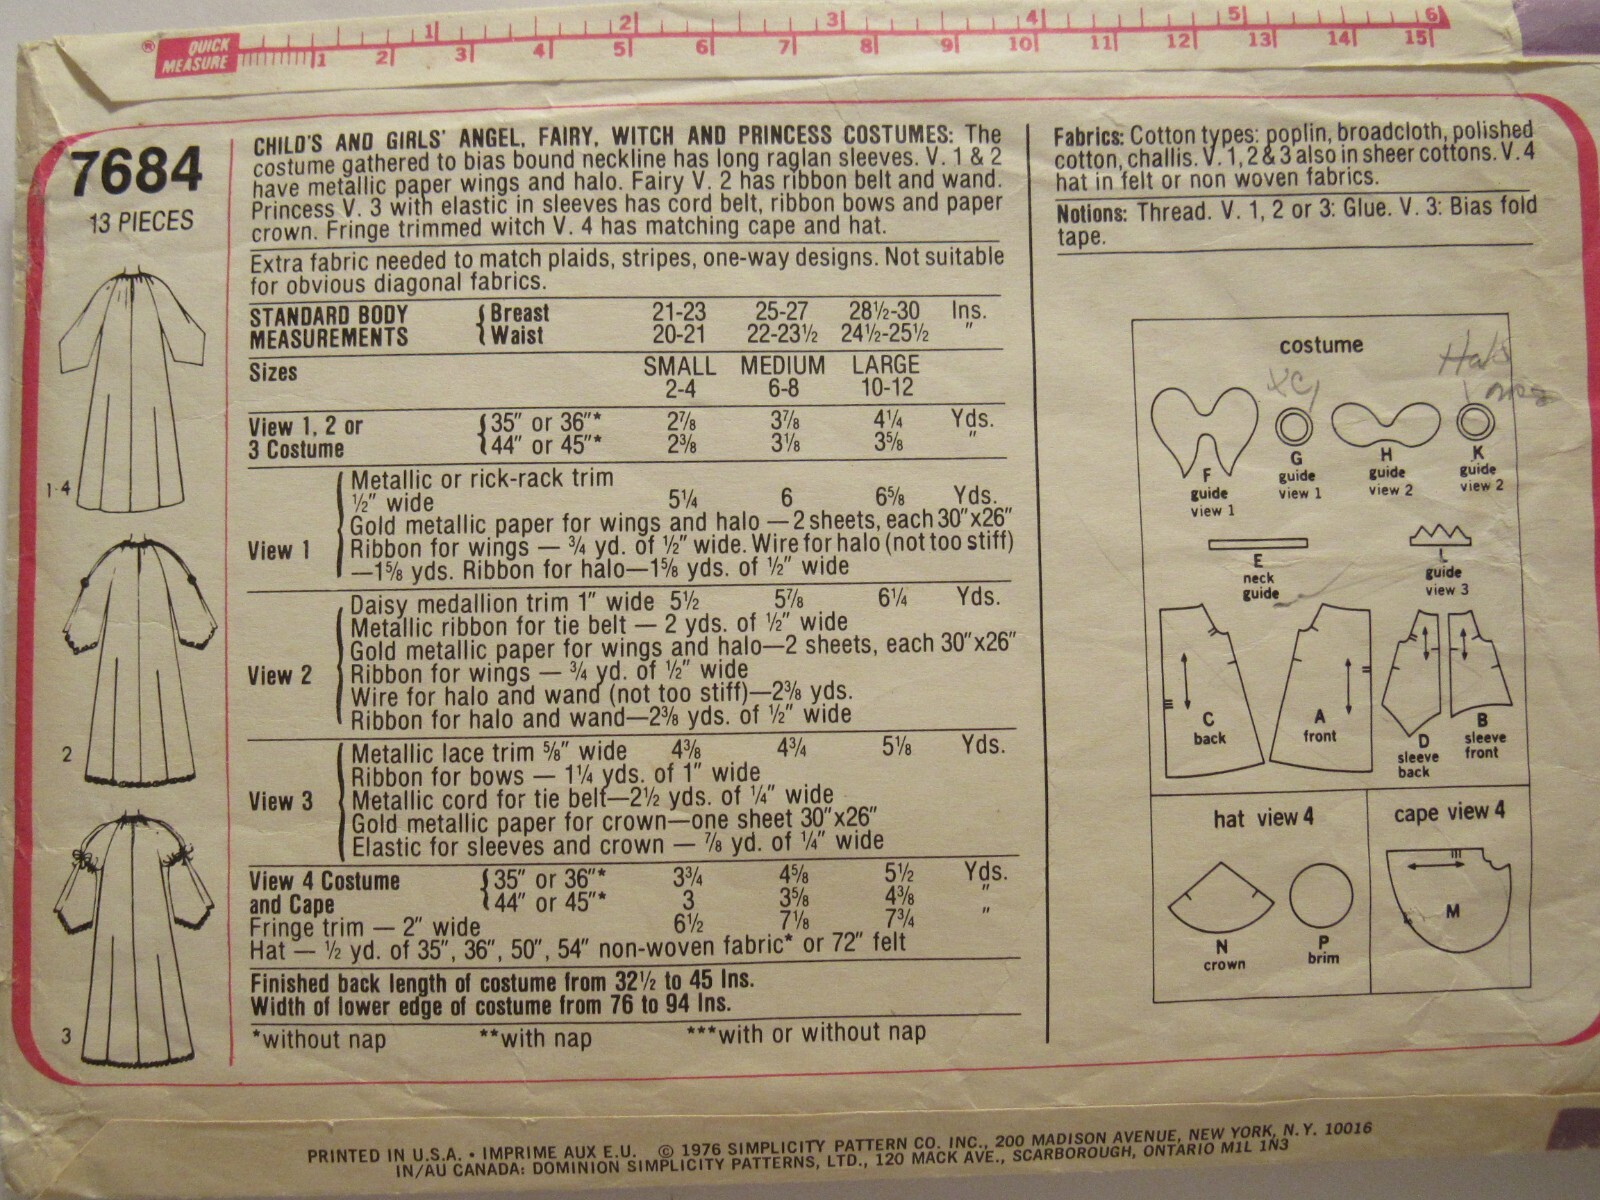 ® QUICK MEASURE
1 2 3 4 5 6
1 2 3 4 5 6 7 8 9 10 11 12 13 14 15
7684
13 PIECES
1-4
2
3
CHILD'S AND GIRLS' ANGEL, FAIRY, WITCH AND PRINCESS COSTUMES: The
costume gathered to bias bound neckline has long raglan sleeves. V. 1 & 2
have metallic paper wings and halo. Fairy V. 2 has ribbon belt and wand.
Princess V. 3 with elastic in sleeves has cord belt, ribbon bows and paper
crown. Fringe trimmed witch V. 4 has matching cape and hat.
Extra fabric needed to match plaids, stripes, one-way designs. Not suitable
for obvious diagonal fabrics.
STANDARD BODY { Breast 21-23 25-27 28½-30 Ins.
MEASUREMENTS { Waist 20-21 22-23½ 24½-25½ "
Sizes SMALL MEDIUM LARGE
2-4 6-8 10-12
View 1, 2 or { 35" or 36"* 2⅞ 3⅞ 4¼ Yds.
3 Costume { 44" or 45"* 2⅜ 3⅛ 3⅝ "
View 1
Metallic or rick-rack trim
½" wide 5¼ 6 6⅝ Yds.
Gold metallic paper for wings and halo — 2 sheets, each 30"x26"
Ribbon for wings — ¾ yd. of ½" wide. Wire for halo (not too stiff)
—1⅝ yds. Ribbon for halo—1⅝ yds. of ½" wide
View 2
Daisy medallion trim 1" wide 5½ 5⅞ 6¼ Yds.
Metallic ribbon for tie belt — 2 yds. of ½" wide
Gold metallic paper for wings and halo—2 sheets, each 30"x26"
Ribbon for wings — ¾ yd. of ½" wide
Wire for halo and wand (not too stiff)—2⅜ yds.
Ribbon for halo and wand—2⅜ yds. of ½" wide
View 3
Metallic lace trim ⅝" wide 4⅜ 4¾ 5⅛ Yds.
Ribbon for bows — 1¼ yds. of 1" wide
Metallic cord for tie belt—2½ yds. of ¼" wide
Gold metallic paper for crown—one sheet 30"x26"
Elastic for sleeves and crown — ⅞ yd. of ¼" wide
View 4 Costume { 35" or 36"* 3¾ 4⅝ 5½ Yds.
and Cape { 44" or 45"* 3 3⅝ 4⅜ "
Fringe trim — 2" wide 6½ 7⅛ 7¾ "
Hat — ½ yd. of 35", 36", 50", 54" non-woven fabric* or 72" felt
Finished back length of costume from 32½ to 45 Ins.
Width of lower edge of costume from 76 to 94 Ins.
*without nap **with nap ***with or without nap
Fabrics: Cotton types: poplin, broadcloth, polished
cotton, challis. V. 1, 2 & 3 also in sheer cottons. V. 4
hat in felt or non woven fabrics.
Notions: Thread. V. 1, 2 or 3: Glue. V. 3: Bias fold
tape.
costume
F guide view 1
G guide view 1
H guide view 2
K guide view 2
E neck guide
L guide view 3
C back
A front
D sleeve back
B sleeve front
hat view 4
N crown
P brim
cape view 4
M
PRINTED IN U.S.A. • IMPRIME AUX E.U. © 1976 SIMPLICITY PATTERN CO. INC., 200 MADISON AVENUE, NEW YORK, N.Y. 10016
IN/AU CANADA: DOMINION SIMPLICITY PATTERNS, LTD., 120 MACK AVE., SCARBOROUGH, ONTARIO M1L 1N3